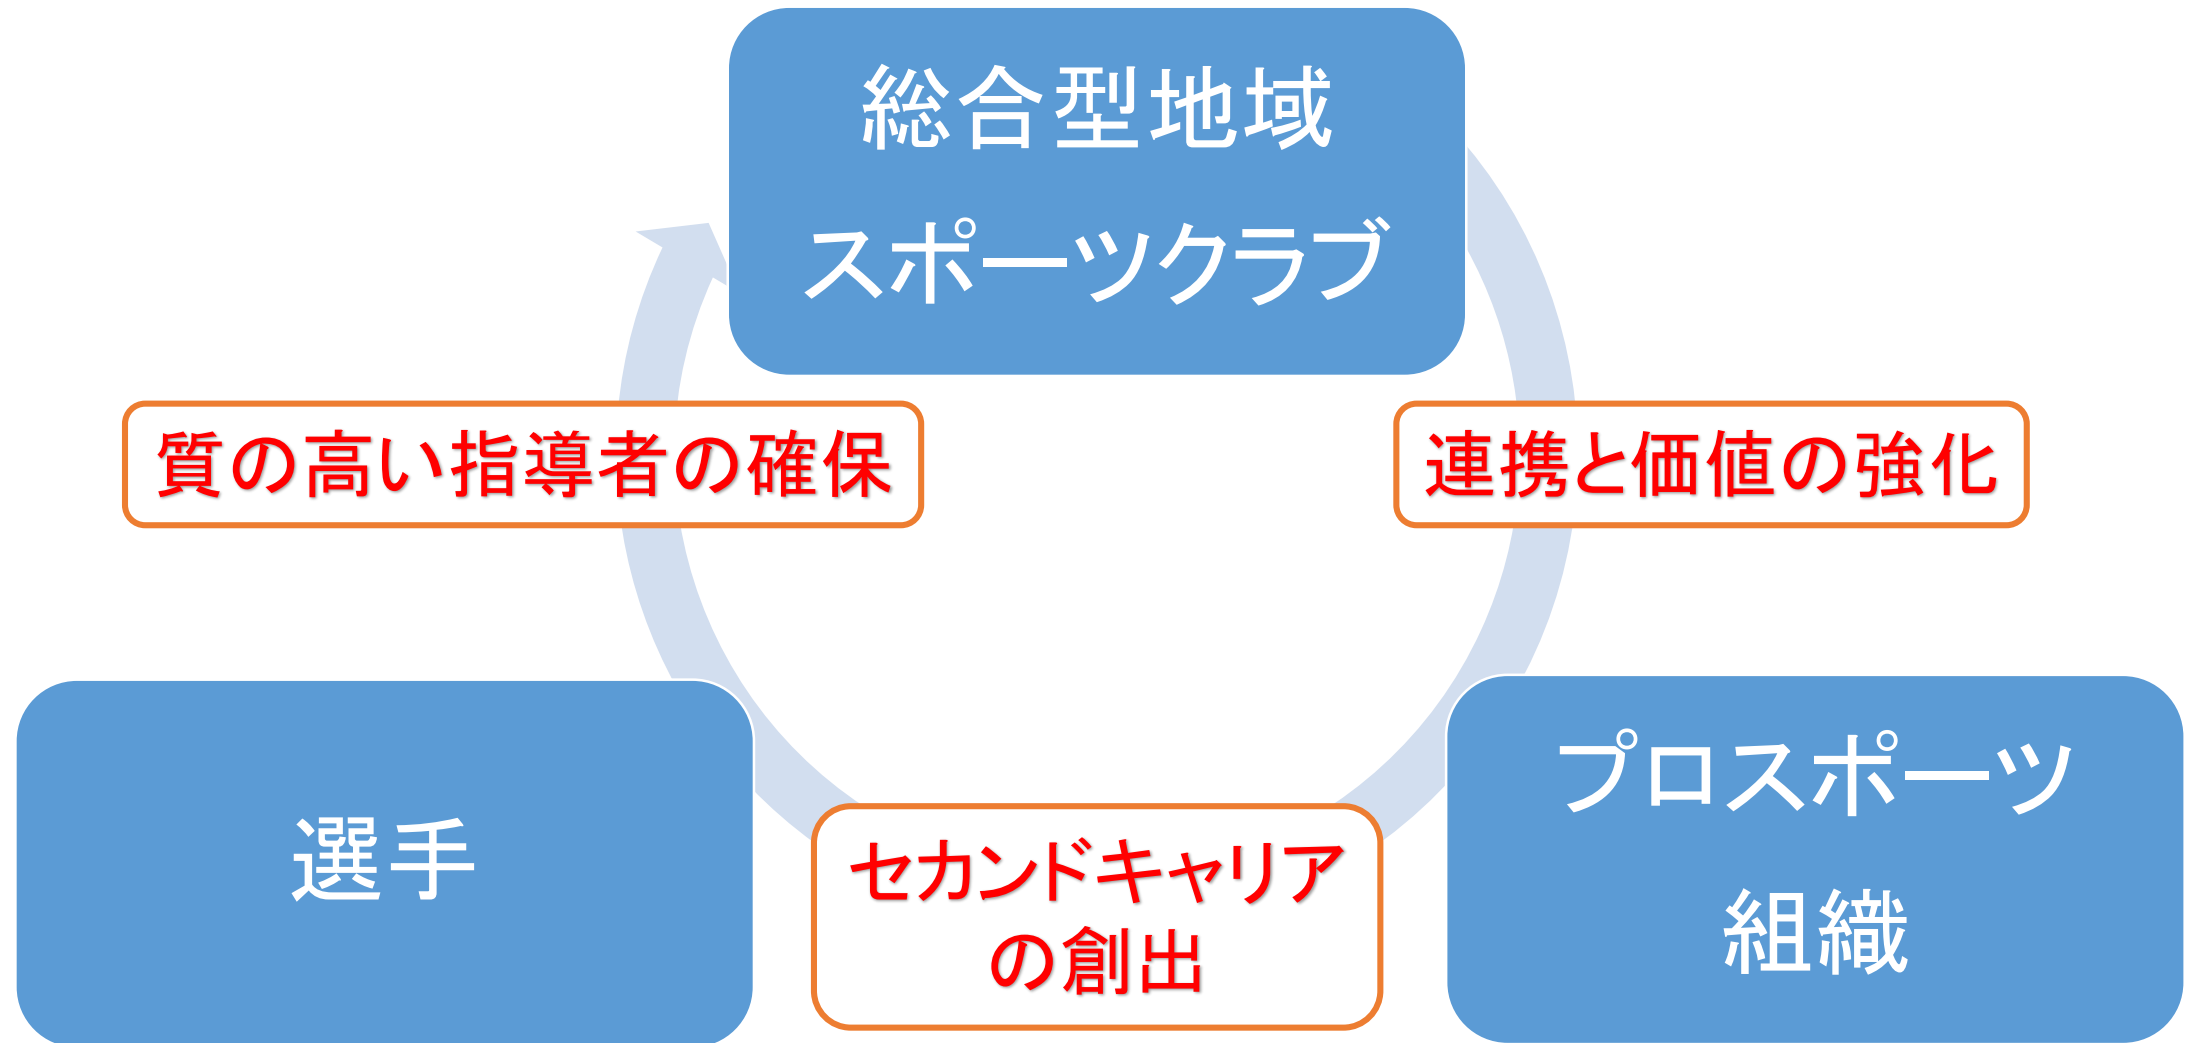 総合型地域
スポーツクラブ
質の高い指導者の確保
連携と価値の強化
選手
プロスポーツ
組織
セカンドキャリア
の創出